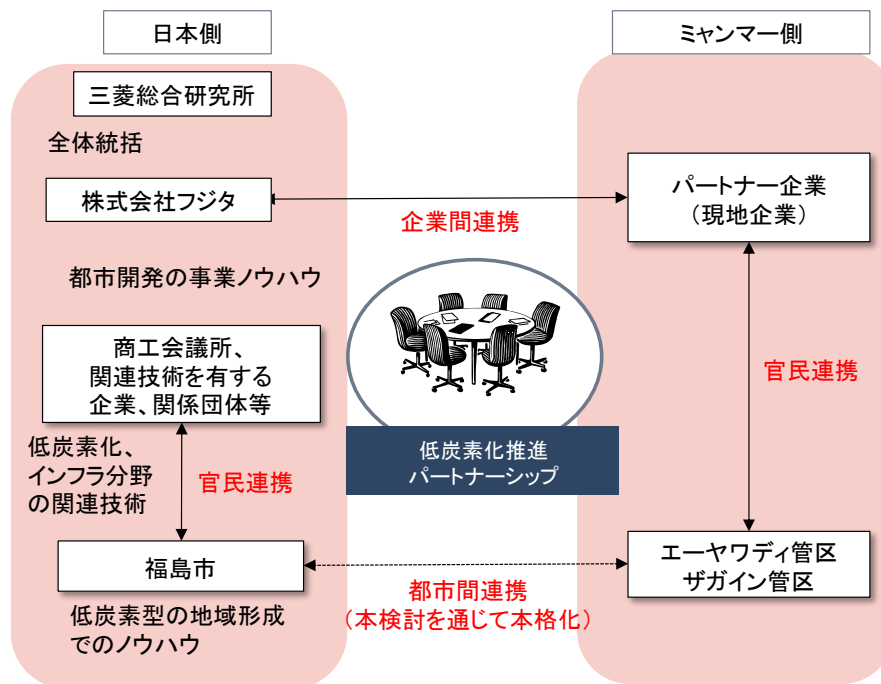 日本側
ミャンマー側
三菱総合研究所
全体統括
株式会社フジタ
パートナー企業
（現地企業）
企業間連携
都市開発の事業ノウハウ
商工会議所、
関連技術を有する
企業、関係団体等
官民連携
低炭素化推進
パートナーシップ
低炭素化、
インフラ分野
の関連技術
官民連携
福島市
エーヤワディ管区
ザガイン管区
都市間連携
（本検討を通じて本格化）
低炭素型の地域形成
でのノウハウ